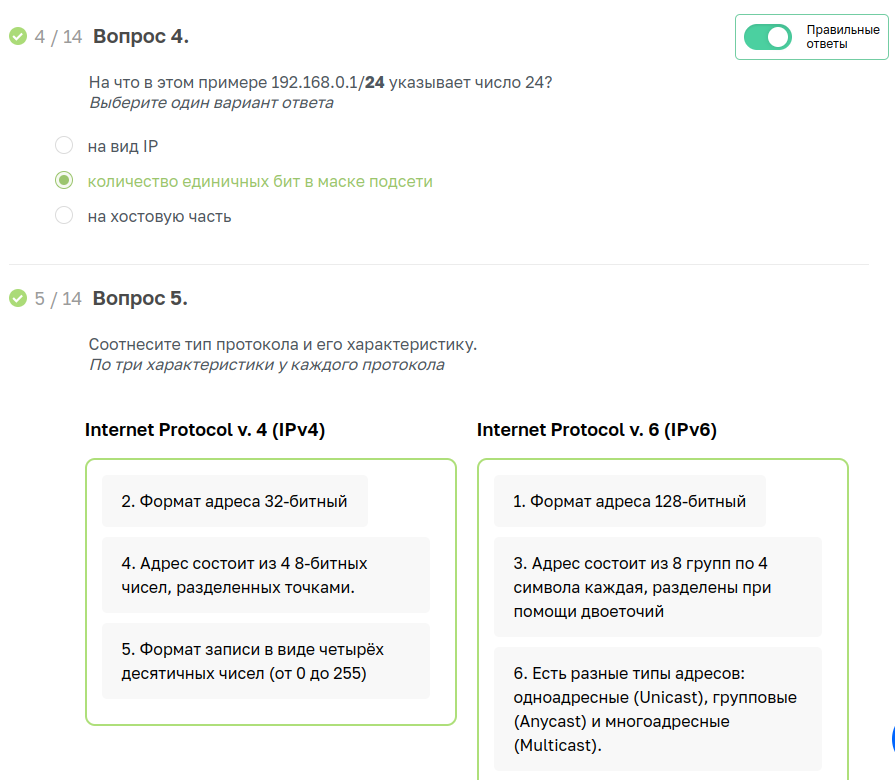 4 / 14 Вопрос 4.
Правильные
ответы
На что в этом примере 192.168.0.1/24 указывает число 24?
Выберите один вариант ответа
на вид IP
количество единичных бит в маске подсети
на хостовую часть
5 / 14 Вопрос 5.
Соотнесите тип протокола и его характеристику.
По три характеристики у каждого протокола
Internet Protocol v. 4 (IPv4)
2. Формат адреса 32-битный
4. Адрес состоит из 4 8-битных
чисел, разделенных точками.
5. Формат записи в виде четырёх
десятичных чисел (от 0 до 255)
Internet Protocol v. 6 (IPv6)
1. Формат адреса 128-битный
3. Адрес состоит из 8 групп по 4
символа каждая, разделены при
помощи двоеточий
6. Есть разные типы адресов:
одноадресные (Unicast), групповые
(Anycast) и многоадресные
(Multicast).